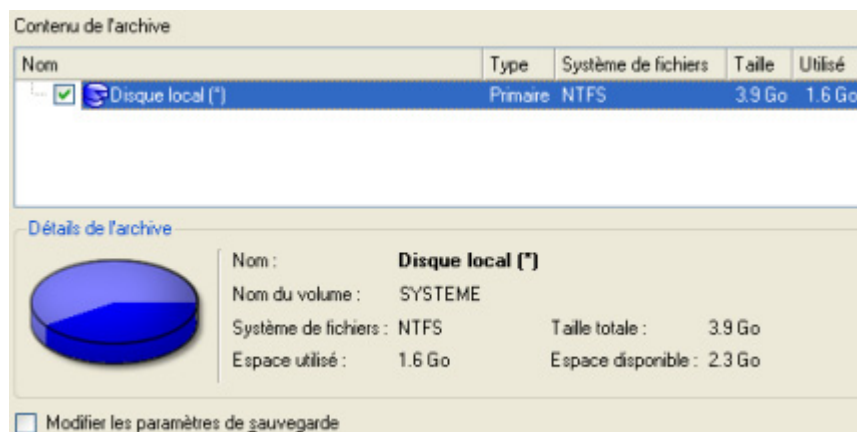 Contenu de l'archive
Nom Type Système de fichiers Taille Utilisé
Disque local (*) Primaire NTFS 3.9 Go 1.6 Go
Détails de l'archive
Nom : Disque local (*)
Nom du volume : SYSTEME
Système de fichiers : NTFS Taille totale : 3.9 Go
Espace utilisé : 1.6 Go Espace disponible : 2.3 Go
Modifier les paramètres de sauvegarde